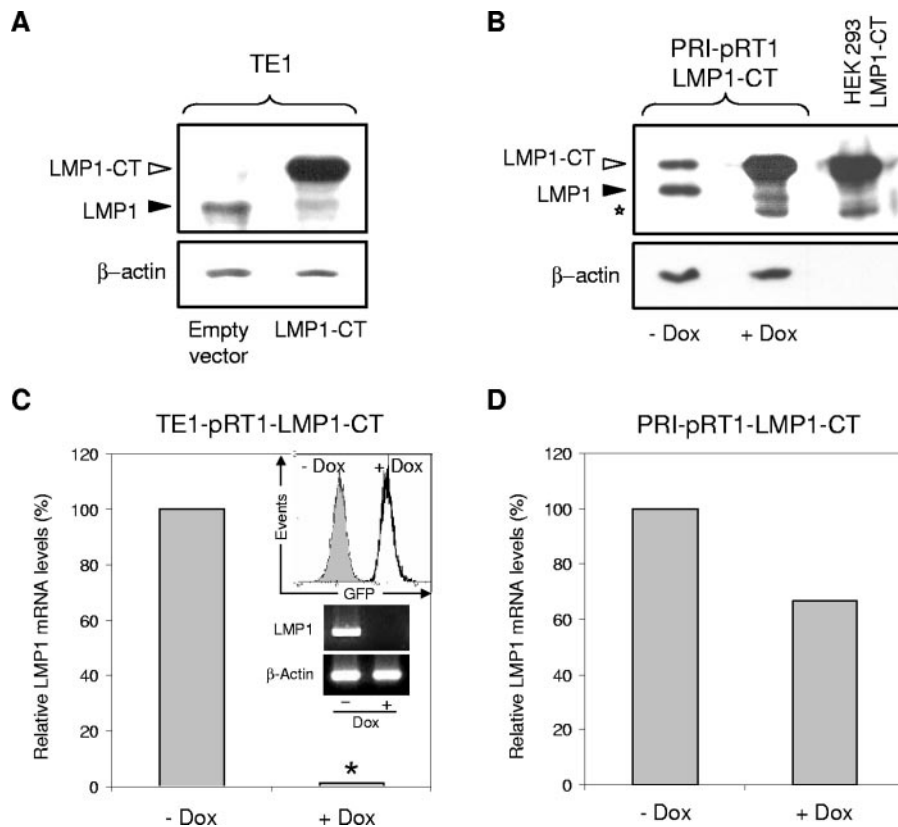 A
TE1
LMP1-CT
LMP1
β–actin
Empty vector
LMP1-CT
B
PRI-pRT1
LMP1-CT
HEK 293
LMP1-CT
LMP1-CT
LMP1
☆
β–actin
- Dox
+ Dox
C
TE1-pRT1-LMP1-CT
Relative LMP1 mRNA levels (%)
120
100
80
60
40
20
0
- Dox + Dox
Events
GFP
LMP1
β-Actin
– +
Dox
*
- Dox + Dox
D
PRI-pRT1-LMP1-CT
Relative LMP1 mRNA levels (%)
120
100
80
60
40
20
0
- Dox + Dox